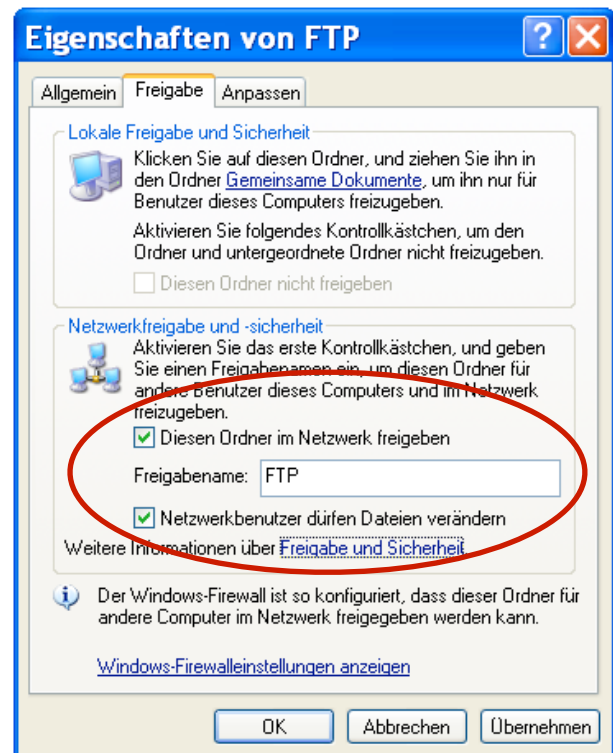 Eigenschaften von FTP
Allgemein Freigabe Anpassen
Lokale Freigabe und Sicherheit
Klicken Sie auf diesen Ordner, und ziehen Sie ihn in
den Ordner Gemeinsame Dokumente, um ihn nur für
Benutzer dieses Computers freizugeben.
Aktivieren Sie folgendes Kontrollkästchen, um den
Ordner und untergeordnete Ordner nicht freizugeben.
Diesen Ordner nicht freigeben
Netzwerkfreigabe und -sicherheit
Aktivieren Sie das erste Kontrollkästchen, und geben
Sie einen Freigabenamen ein, um diesen Ordner für
andere Benutzer dieses Computers und im Netzwerk
freizugeben.
Diesen Ordner im Netzwerk freigeben
Freigabename: FTP
Netzwerkbenutzer dürfen Dateien verändern
Weitere Informationen über Freigabe und Sicherheit.
Der Windows-Firewall ist so konfiguriert, dass dieser Ordner für
andere Computer im Netzwerk freigegeben werden kann.
Windows-Firewalleinstellungen anzeigen
OK Abbrechen Übernehmen